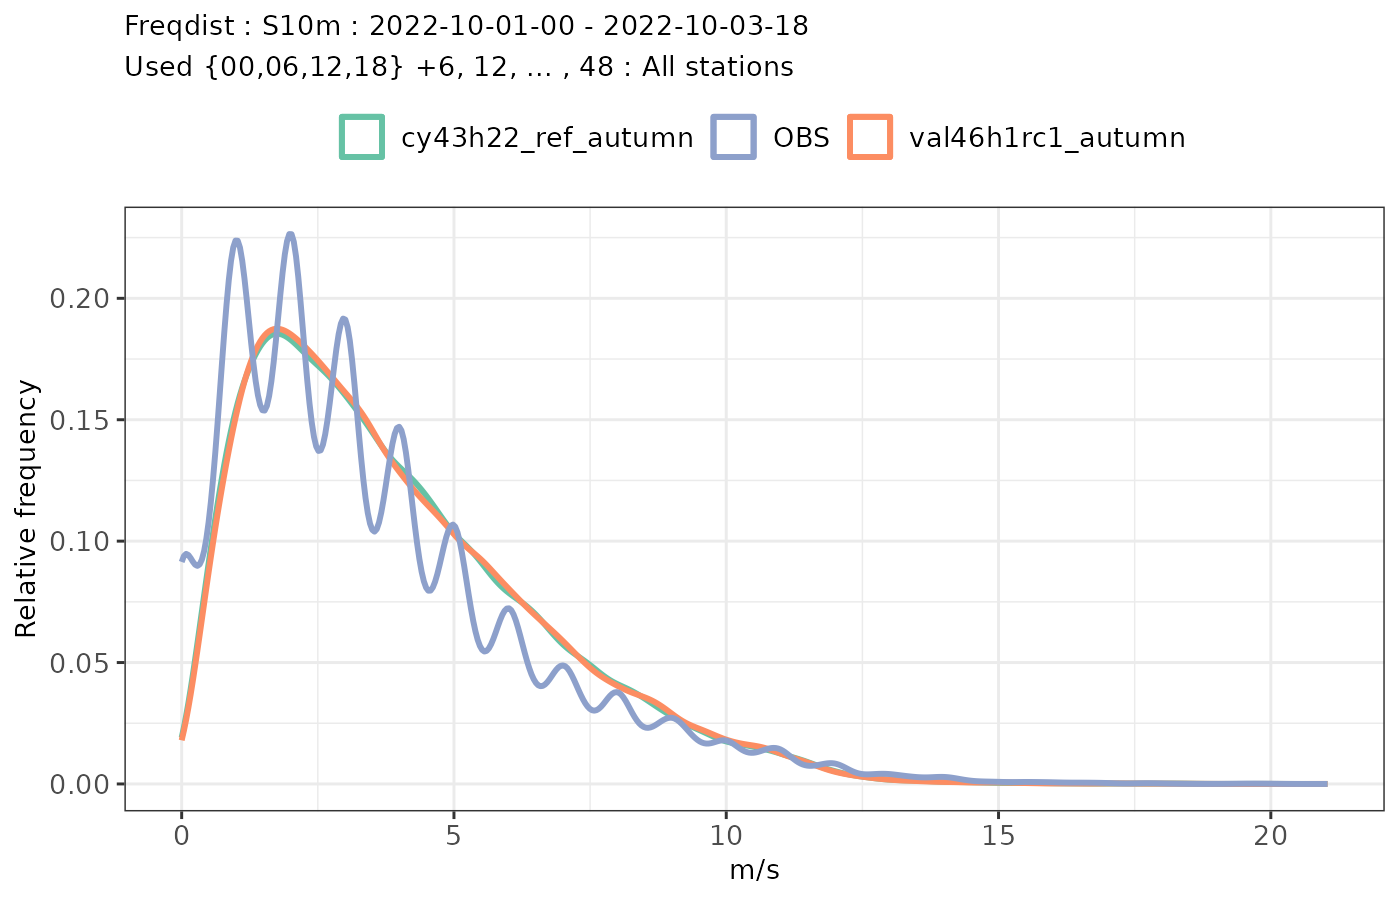 Freqdist : S10m : 2022-10-01-00 - 2022-10-03-18
Used {00,06,12,18} +6, 12, ... , 48 : All stations
cy43h22_ref_autumn OBS val46h1rc1_autumn
Relative frequency
0.20
0.15
0.10
0.05
0.00
0 5 10 15 20
m/s